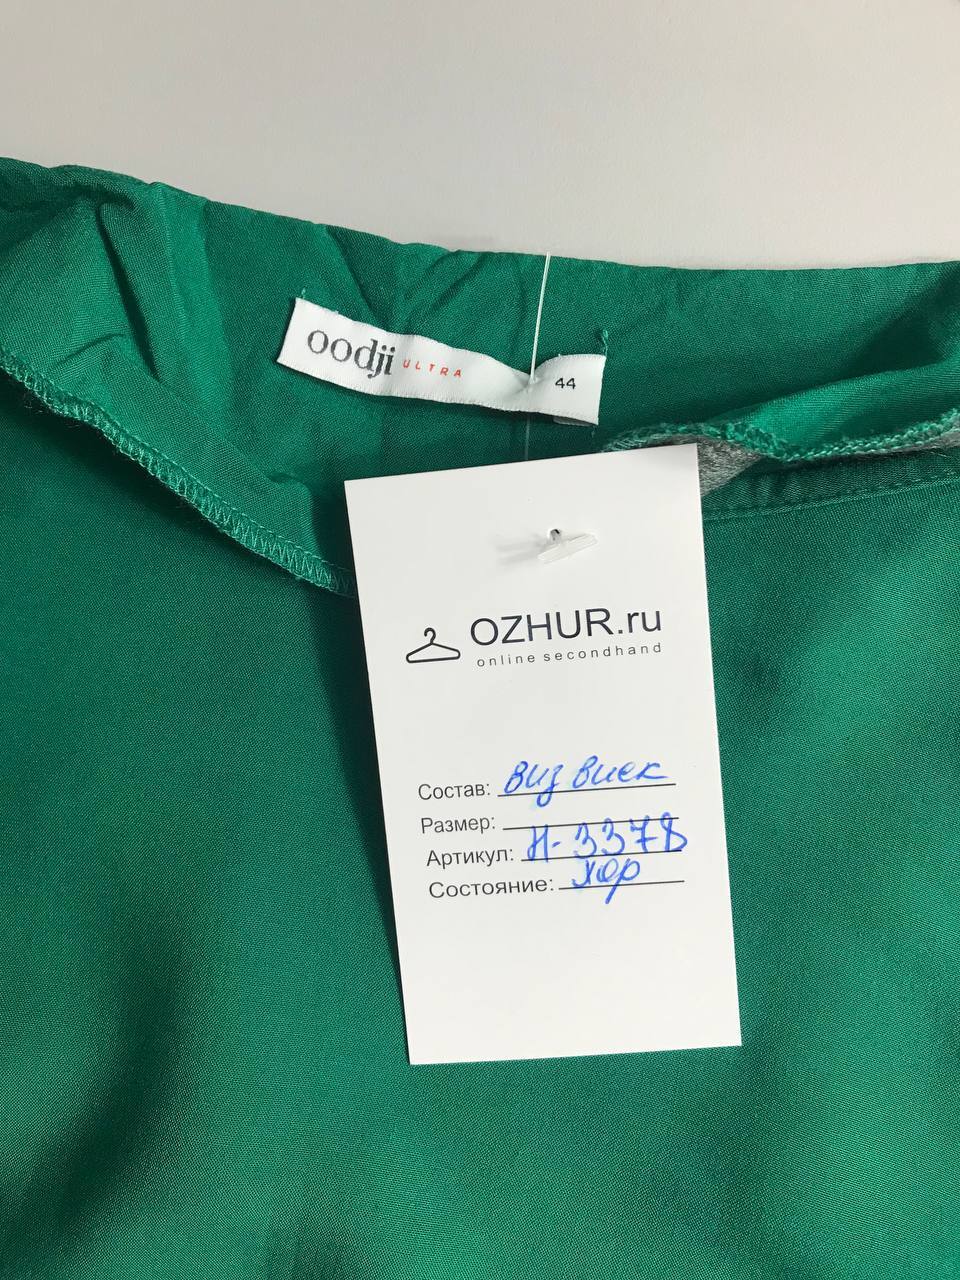 oodji ULTRA 44
OZHUR.ru
online secondhand
Состав: виз виск
Размер:
Артикул: Н-3378
Состояние: хор